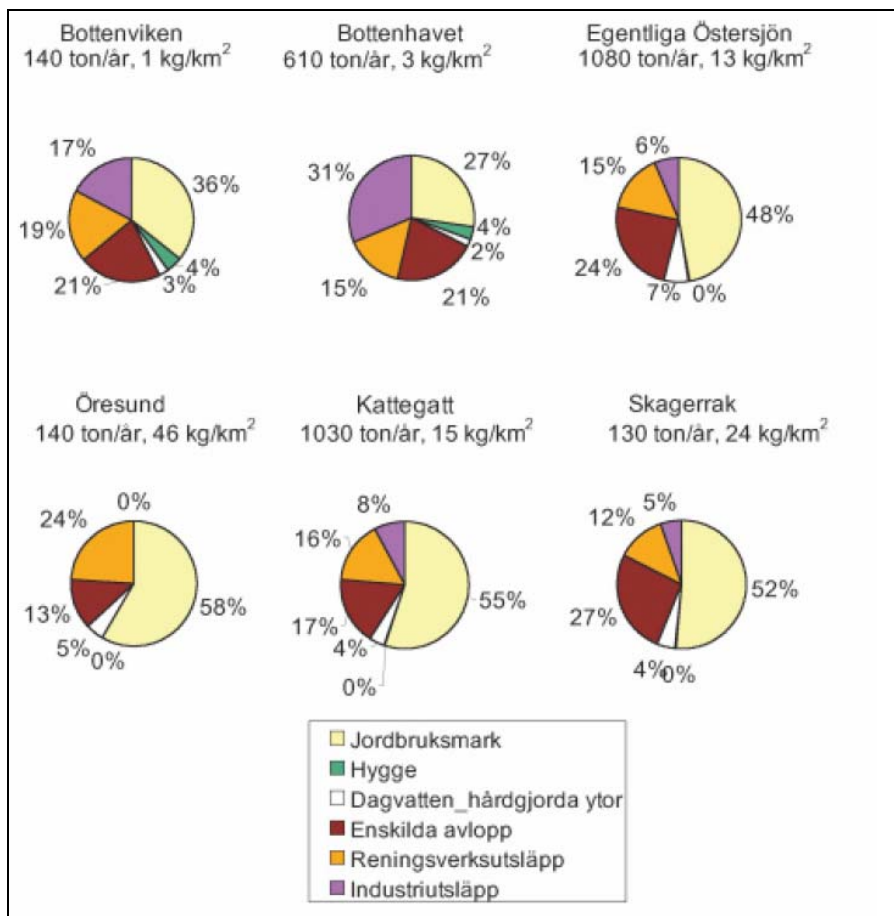 Bottenviken
140 ton/år, 1 kg/km²
17%
36%
19%
4%
21%
3%
Bottenhavet
610 ton/år, 3 kg/km²
31%
27%
4%
2%
15%
21%
Egentliga Östersjön
1080 ton/år, 13 kg/km²
6%
15%
48%
24%
7%
0%
Öresund
140 ton/år, 46 kg/km²
0%
24%
13%
58%
5%
0%
Kattegatt
1030 ton/år, 15 kg/km²
8%
16%
55%
17%
4%
0%
Skagerrak
130 ton/år, 24 kg/km²
5%
12%
52%
27%
4%
0%
Jordbruksmark
Hygge
Dagvatten_hårdgjorda ytor
Enskilda avlopp
Reningsverksutsläpp
Industriutsläpp